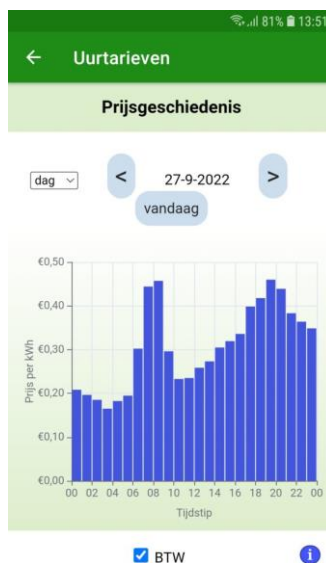 81% 13:51
← Uurtarieven
Prijsgeschiedenis
dag < 27-9-2022 >
vandaag
€0,50
€0,40
€0,30
€0,20
€0,10
€0,00
Prijs per kWh
00 02 04 06 08 10 12 14 16 18 20 22 00
Tijdstip
BTW i